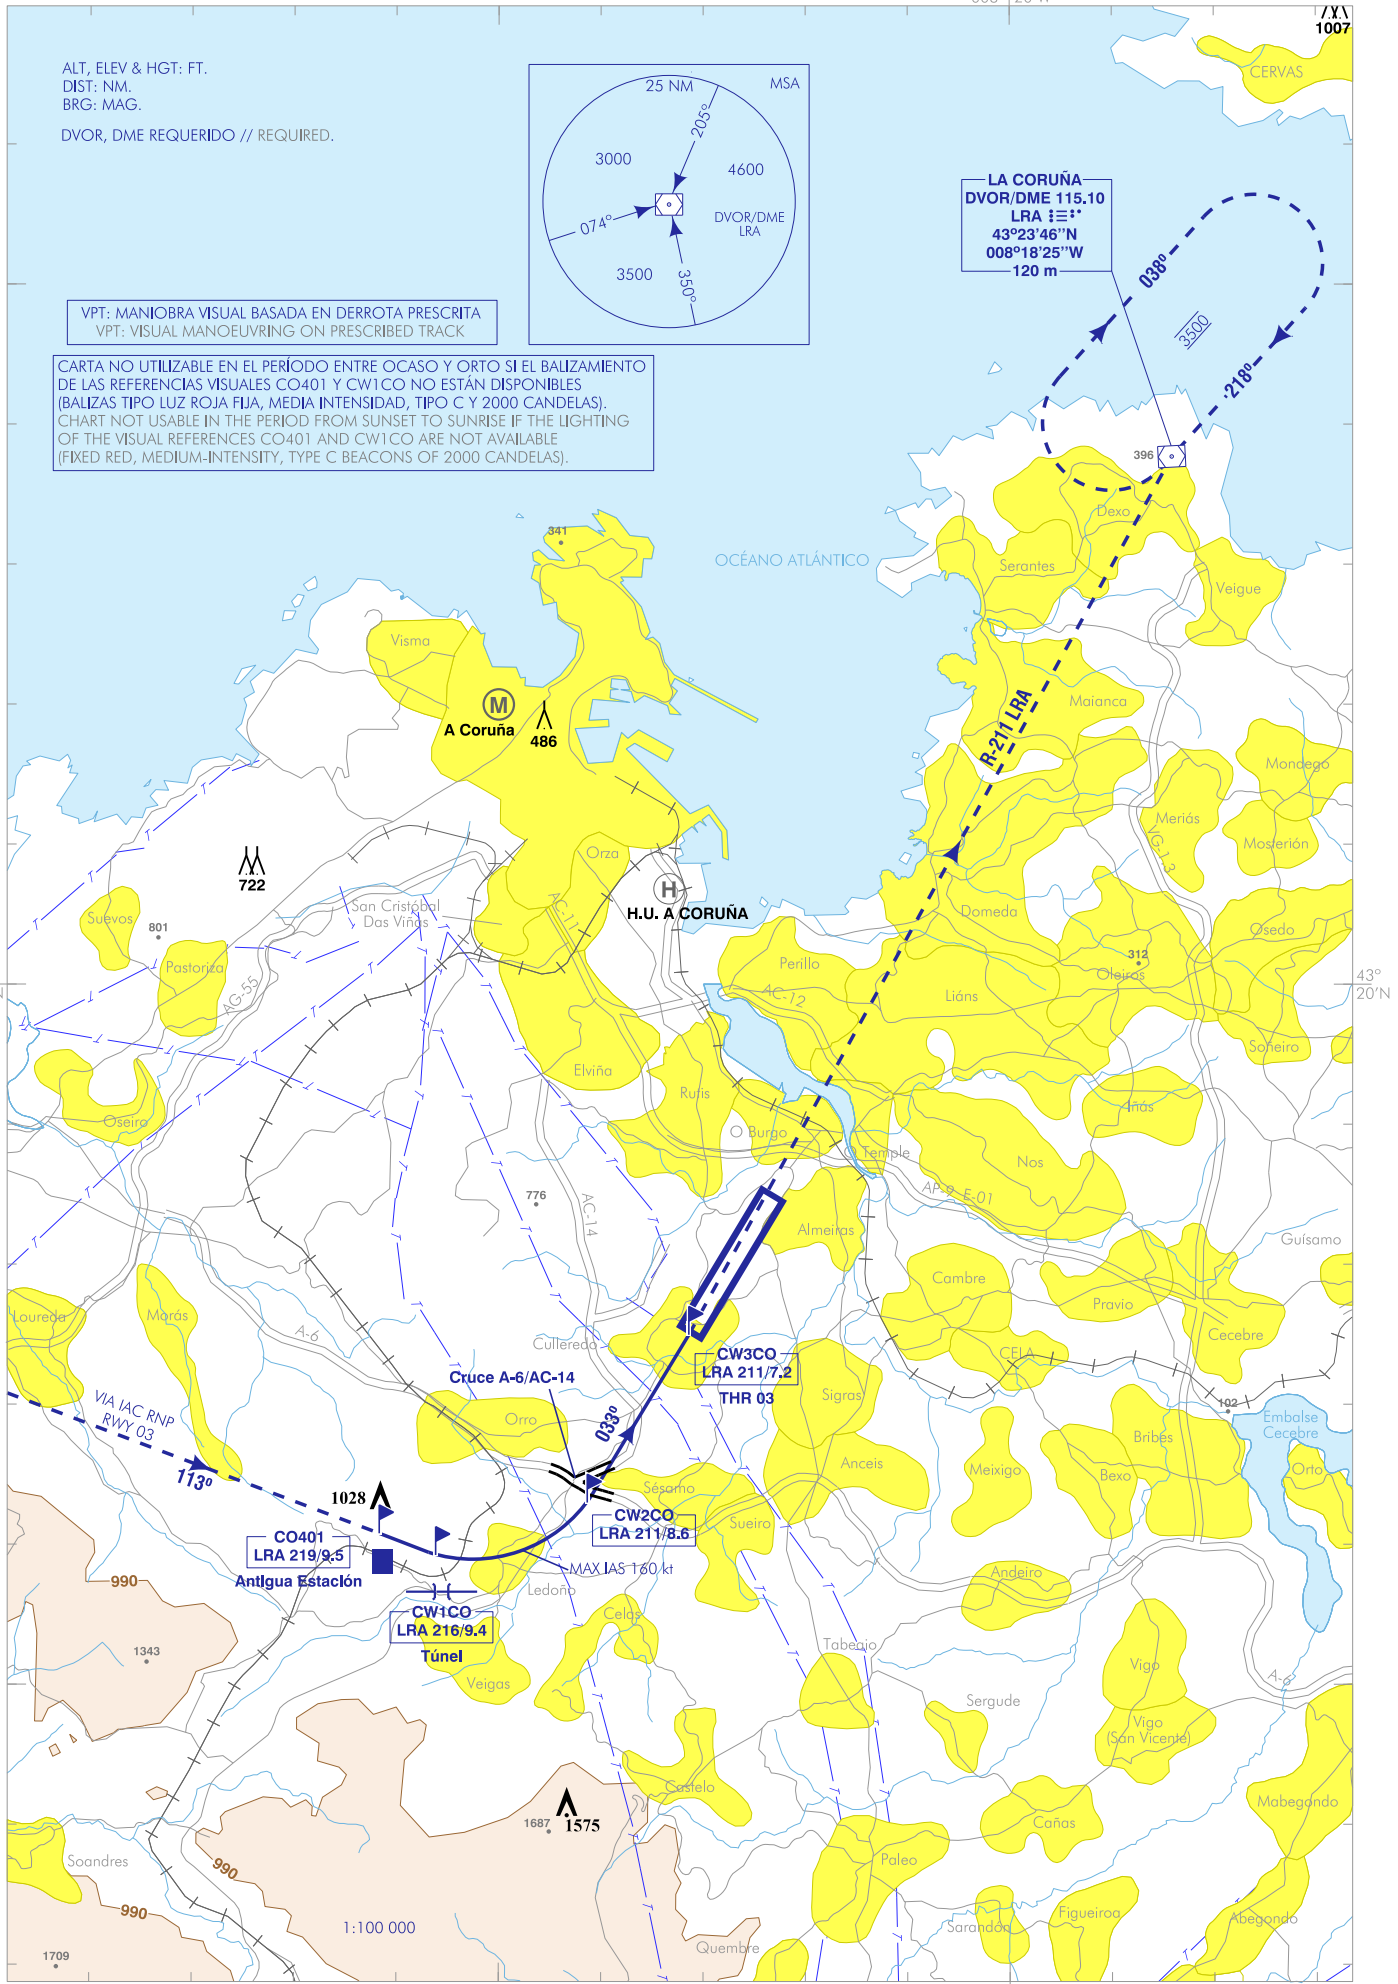 1007
CERVAS
ALT, ELEV & HGT: FT.
DIST: NM.
BRG: MAG.
DVOR, DME REQUERIDO // REQUIRED.
25 NM
MSA
205°
3000
4600
074°
DVOR/DME
LRA
3500
350°
LA CORUÑA
DVOR/DME 115.10
LRA
43º23'46''N
008º18'25''W
120 m
038º
3500
218º
VPT: MANIOBRA VISUAL BASADA EN DERROTA PRESCRITA
VPT: VISUAL MANOEUVRING ON PRESCRIBED TRACK
CARTA NO UTILIZABLE EN EL PERÍODO ENTRE OCASO Y ORTO SI EL BALIZAMIENTO
DE LAS REFERENCIAS VISUALES CO401 Y CW1CO NO ESTÁN DISPONIBLES
(BALIZAS TIPO LUZ ROJA FIJA, MEDIA INTENSIDAD, TIPO C Y 2000 CANDELAS).
CHART NOT USABLE IN THE PERIOD FROM SUNSET TO SUNRISE IF THE LIGHTING
OF THE VISUAL REFERENCES CO401 AND CW1CO ARE NOT AVAILABLE
(FIXED RED, MEDIUM-INTENSITY, TYPE C BEACONS OF 2000 CANDELAS).
396
Dexo
341
OCÉANO ATLÁNTICO
Serantes
Veigue
Visma
M
A Coruña
486
Maianca
R-211 LRA
Mondego
Meriás
Mosterión
VG-1.3
722
Orza
H
H.U. A CORUÑA
San Cristóbal
Das Viñas
AC-11
Suevos
801
Domeda
Osedo
Pastoriza
Perillo
312
Oleiros
43º
20'N
AG-55
AC-12
Liáns
Soñeiro
Elviña
Rutis
Iñás
Oseiro
O Burgo
O Temple
Nos
AP-9 E-01
776
AC-14
Almeiras
Guísamo
Cambre
Loureda
Morás
A-6
Pravio
Culleredo
Cecebre
CW3CO
LRA 211/7.2
THR 03
CELA
Cruce A-6/AC-14
Sigras
VIA IAC RNP
RWY 03
Orro
033º
102
Embalse
Cecebre
113º
Bribes
Anceis
Meixigo
Bexo
Orto
1028
Sésamo
CW2CO
LRA 211/8.6
Sueiro
CO401
LRA 219/9.5
Antigua Estación
MAX IAS 160 kt
990
Ledoño
Andeiro
CW1CO
LRA 216/9.4
Túnel
Celas
Tabeaio
1343
Veigas
Vigo
A-6
Sergude
Vigo
(San Vicente)
Castelo
1687
1575
Mabegondo
Cañas
Soandres
990
Paleo
990
1:100 000
Figueiroa
Sarandón
Abegondo
Quembre
1709